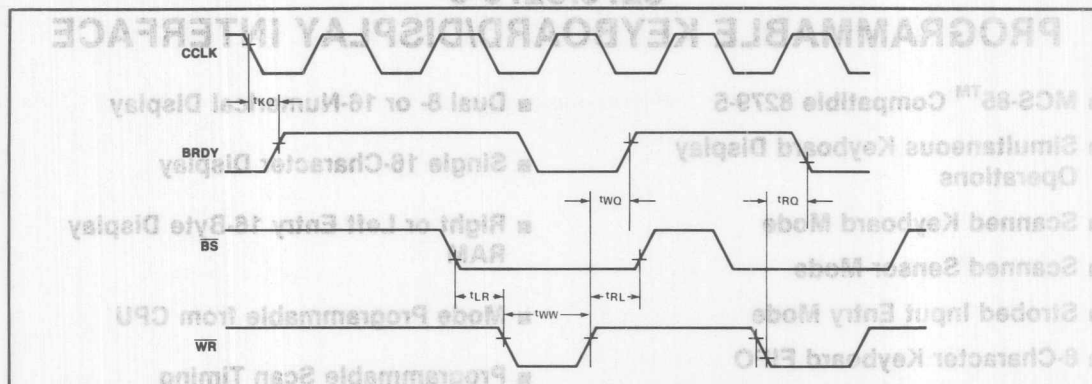 8279/8279-5
PROGRAMMABLE KEYBOARD/DISPLAY INTERFACE
CCLK
tKQ
MCS-85™ Compatible 8279-5
Dual 8- or 16-Numerical Display
BRDY
Simultaneous Keyboard Display Operations
Single 16-Character Display
tWQ
tRQ
Scanned Keyboard Mode
Right or Left Entry 16-Byte Display RAM
BS
Scanned Sensor Mode
tLR
tWW
tRL
Strobed Input Entry Mode
Mode Programmable from CPU
WR
8-Character Keyboard FIFO
Programmable Scan Timing